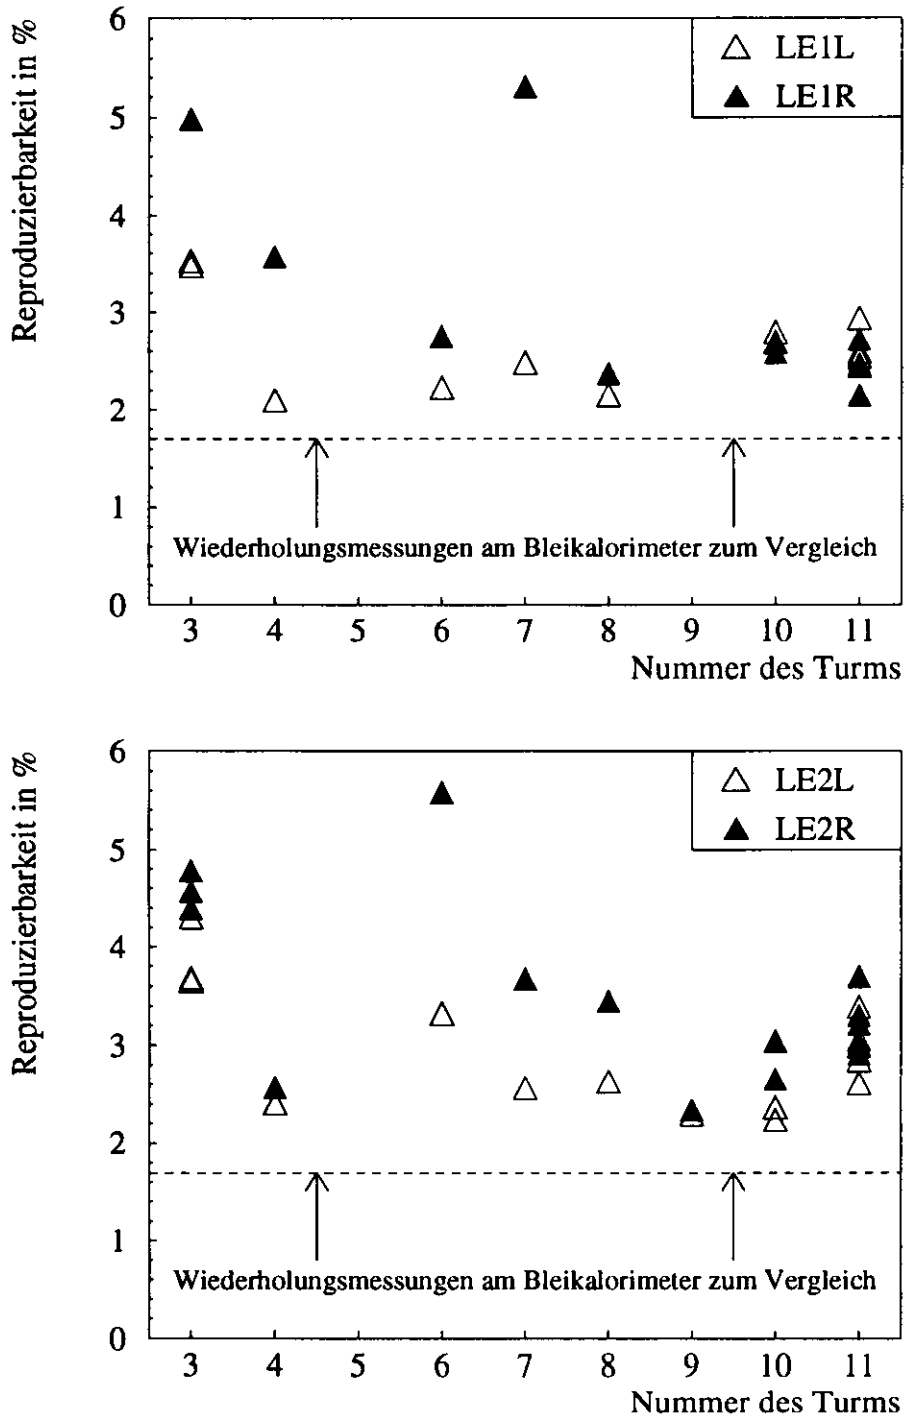 Reproduzierbarkeit in %
6
5
4
3
2
1
0
LE1L
LE1R
Wiederholungsmessungen am Bleikalorimeter zum Vergleich
3 4 5 6 7 8 9 10 11
Nummer des Turms
Reproduzierbarkeit in %
6
5
4
3
2
1
0
LE2L
LE2R
Wiederholungsmessungen am Bleikalorimeter zum Vergleich
3 4 5 6 7 8 9 10 11
Nummer des Turms